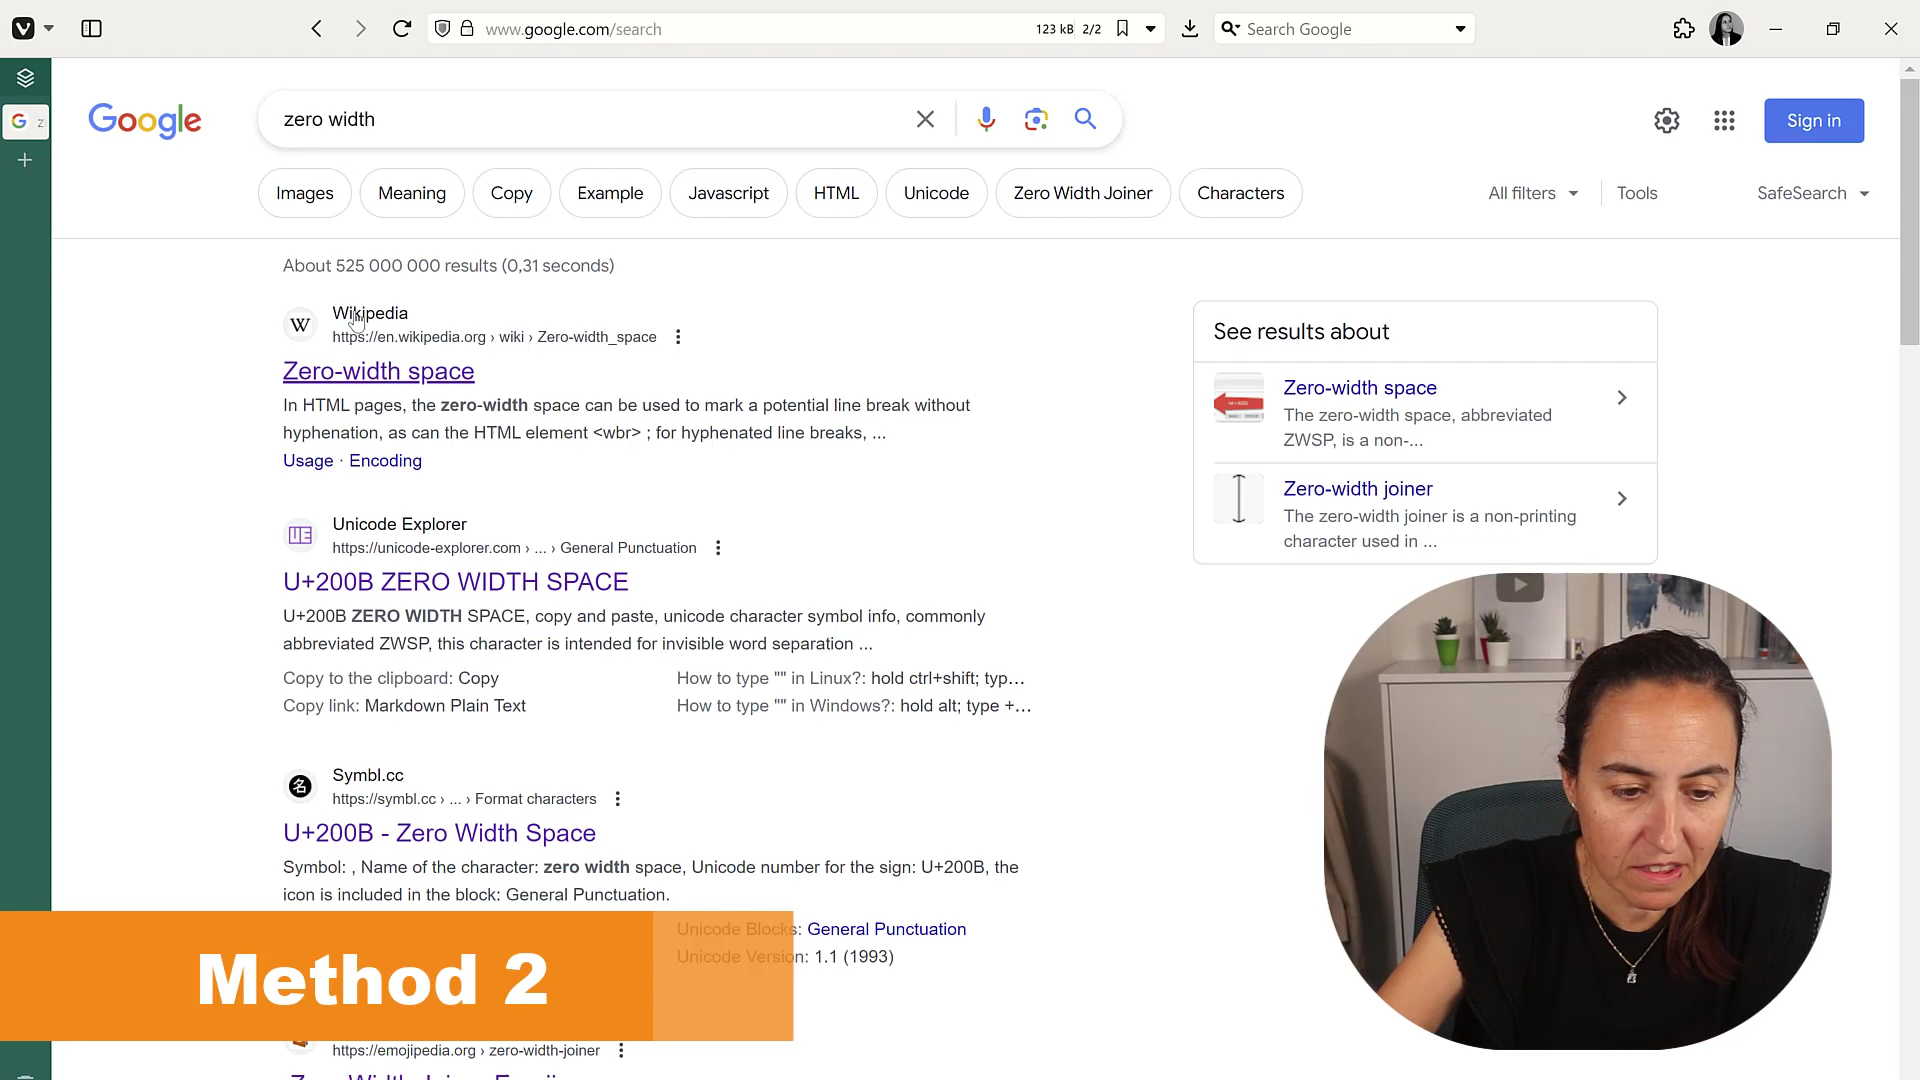 www.google.com/search
123 kB 2/2
Search Google
G z
Google
zero width
Sign in
Images
Meaning
Copy
Example
Javascript
HTML
Unicode
Zero Width Joiner
Characters
All filters
Tools
SafeSearch
About 525 000 000 results (0,31 seconds)
W
Wikipedia
https://en.wikipedia.org › wiki › Zero-width_space
Zero-width space
In HTML pages, the zero-width space can be used to mark a potential line break without
hyphenation, as can the HTML element <wbr> ; for hyphenated line breaks, ...
Usage · Encoding
See results about
Zero-width space
The zero-width space, abbreviated
ZWSP, is a non-...
Zero-width joiner
The zero-width joiner is a non-printing
character used in ...
Unicode Explorer
https://unicode-explorer.com › ... › General Punctuation
U+200B ZERO WIDTH SPACE
U+200B ZERO WIDTH SPACE, copy and paste, unicode character symbol info, commonly
abbreviated ZWSP, this character is intended for invisible word separation ...
Copy to the clipboard: Copy
How to type "" in Linux?: hold ctrl+shift; typ...
Copy link: Markdown Plain Text
How to type "" in Windows?: hold alt; type +...
名
Symbl.cc
https://symbl.cc › ... › Format characters
U+200B - Zero Width Space
Symbol: , Name of the character: zero width space, Unicode number for the sign: U+200B, the
icon is included in the block: General Punctuation.
Unicode Blocks: General Punctuation
Unicode Version: 1.1 (1993)
Method 2
https://emojipedia.org › zero-width-joiner